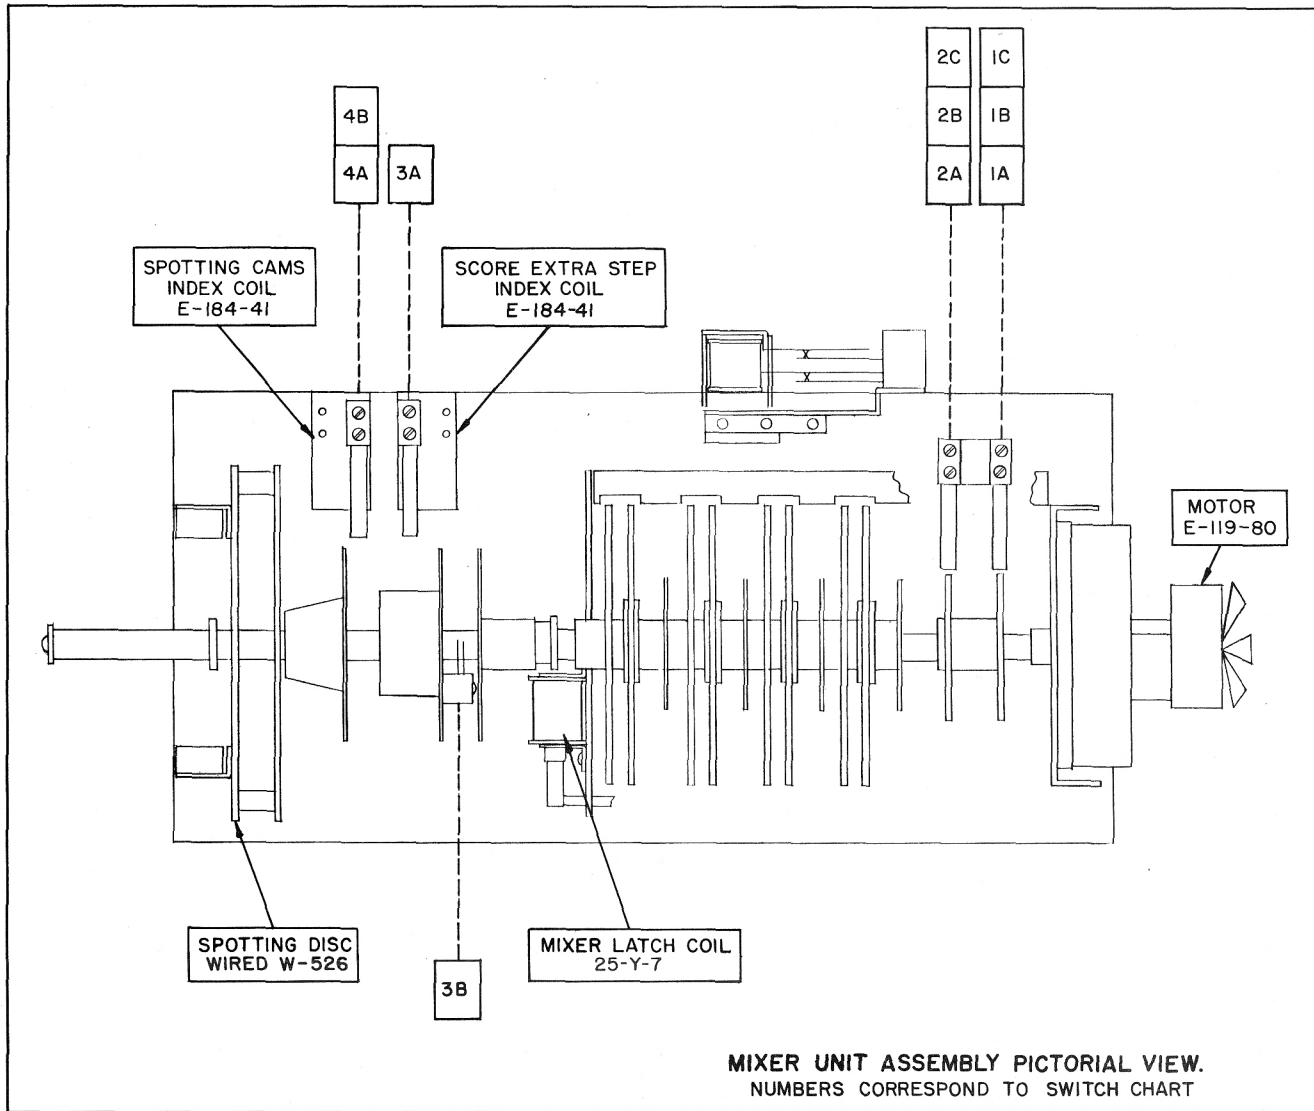 2C
1C
4B
2B
1B
4A
3A
2A
1A
SPOTTING CAMS
INDEX COIL
E-184-41
SCORE EXTRA STEP
INDEX COIL
E-184-41
MOTOR
E-119-80
SPOTTING DISC
WIRED W-526
MIXER LATCH COIL
25-Y-7
3B
MIXER UNIT ASSEMBLY PICTORIAL VIEW.
NUMBERS CORRESPOND TO SWITCH CHART